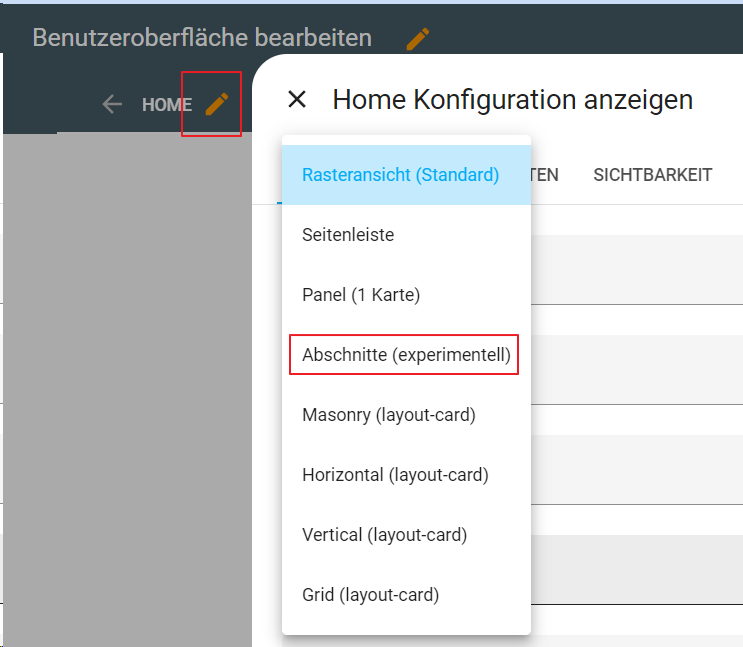 Benutzeroberfläche bearbeiten
HOME
Home Konfiguration anzeigen
TEN
SICHTBARKEIT
Rasteransicht (Standard)
Seitenleiste
Panel (1 Karte)
Abschnitte (experimentell)
Masonry (layout-card)
Horizontal (layout-card)
Vertical (layout-card)
Grid (layout-card)